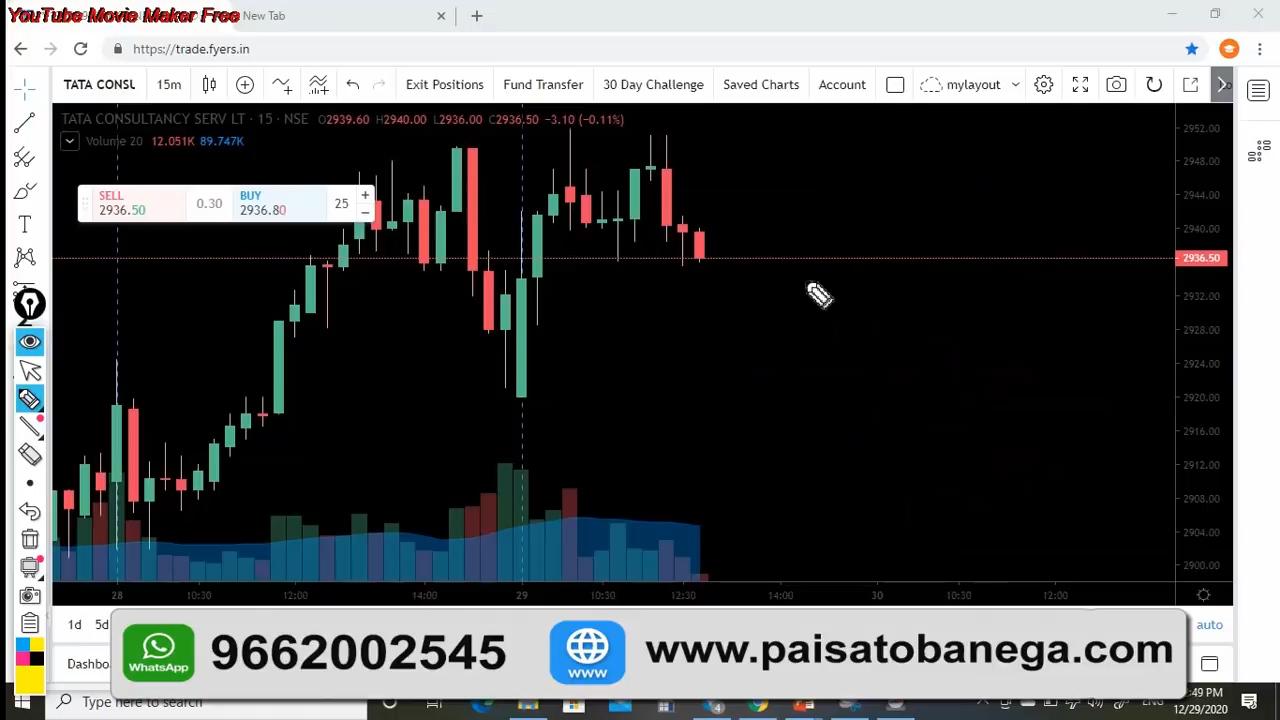 YouTube Movie Maker Free
New Tab
https://trade.fyers.in
TATA CONSUL 15m Exit Positions Fund Transfer 30 Day Challenge Saved Charts Account mylayout
TATA CONSULTANCY SERV LT · 15 · NSE O2939.60 H2940.00 L2936.00 C2936.50 −3.10 (−0.11%)
Volume 20 12.051K 89.747K
SELL
2936.50
0.30
BUY
2936.80
25
2952.00
2948.00
2944.00
2940.00
2936.50
2932.00
2928.00
2924.00
2920.00
2916.00
2912.00
2908.00
2904.00
2900.00
28 10:30 12:00 14:00 29 10:30 12:30 14:00 30 10:30 12:00
1d 5d auto
WhatsApp 9662002545 www www.paisatobanega.com
Dashbo
Type here to search
ENG
:49 PM
12/29/2020